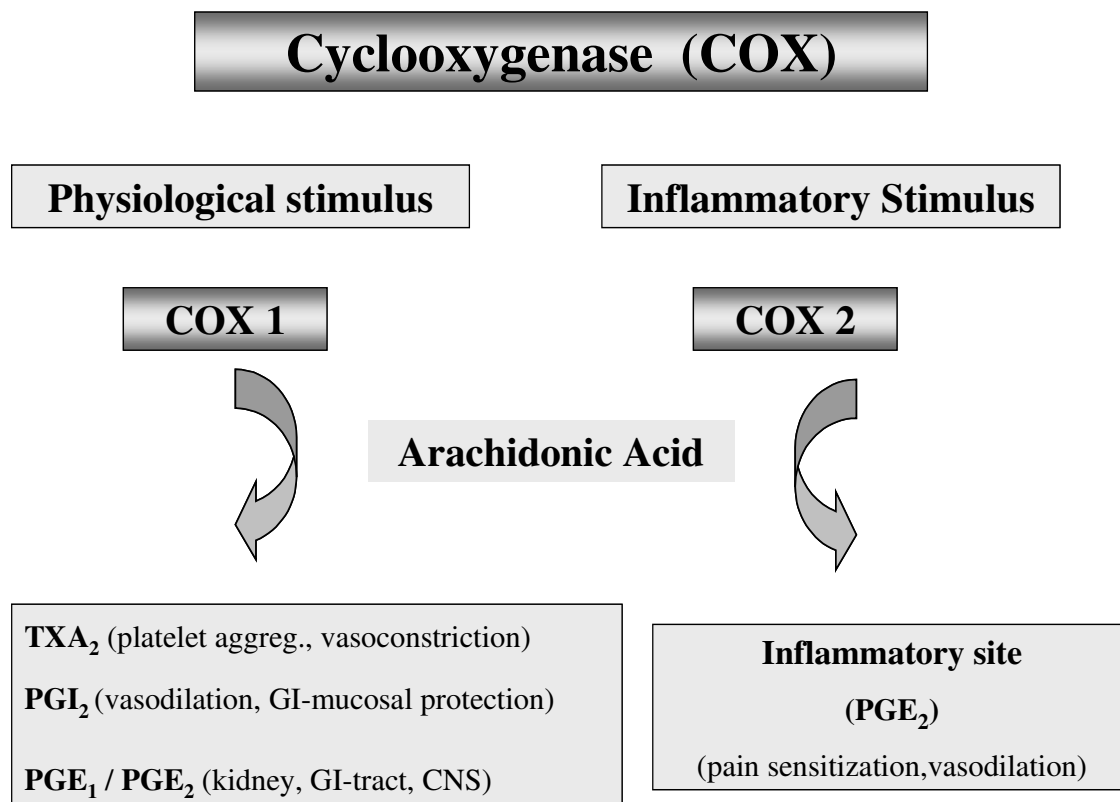 Cyclooxygenase (COX)
Physiological stimulus
Inflammatory Stimulus
COX 1
COX 2
Arachidonic Acid
TXA₂ (platelet aggreg., vasoconstriction)
PGI₂ (vasodilation, GI-mucosal protection)
PGE₁ / PGE₂ (kidney, GI-tract, CNS)
Inflammatory site
(PGE₂)
(pain sensitization,vasodilation)